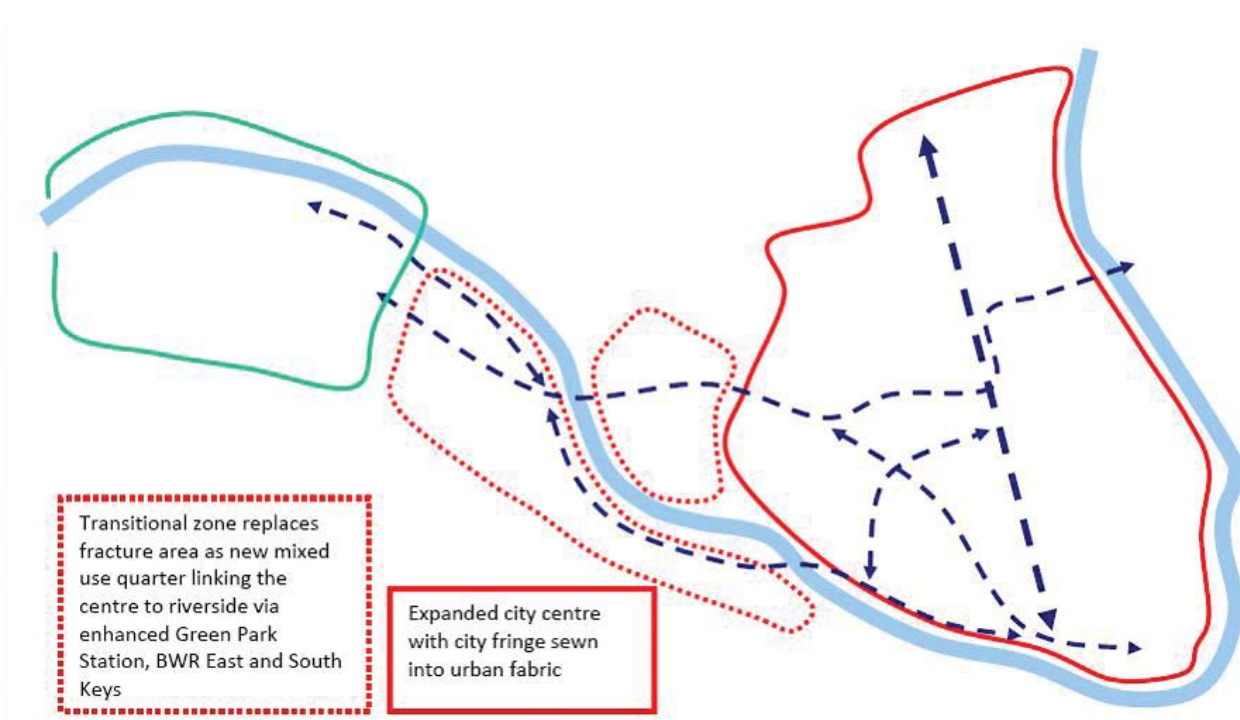 Transitional zone replaces
fracture area as new mixed
use quarter linking the
centre to riverside via
enhanced Green Park
Station, BWR East and South
Keys
Expanded city centre
with city fringe sewn
into urban fabric